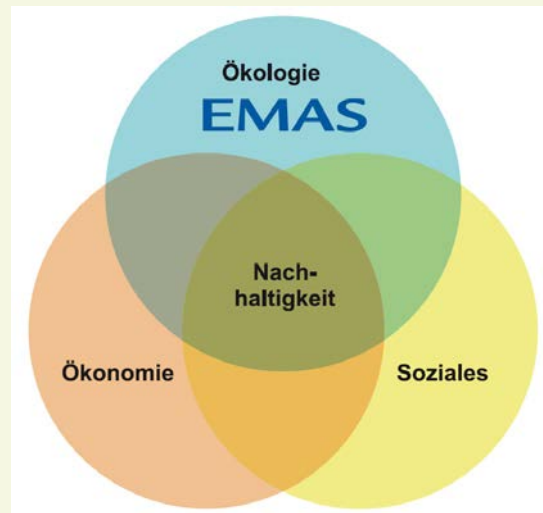 Ökologie
EMAS
Nach-
haltigkeit
Ökonomie
Soziales